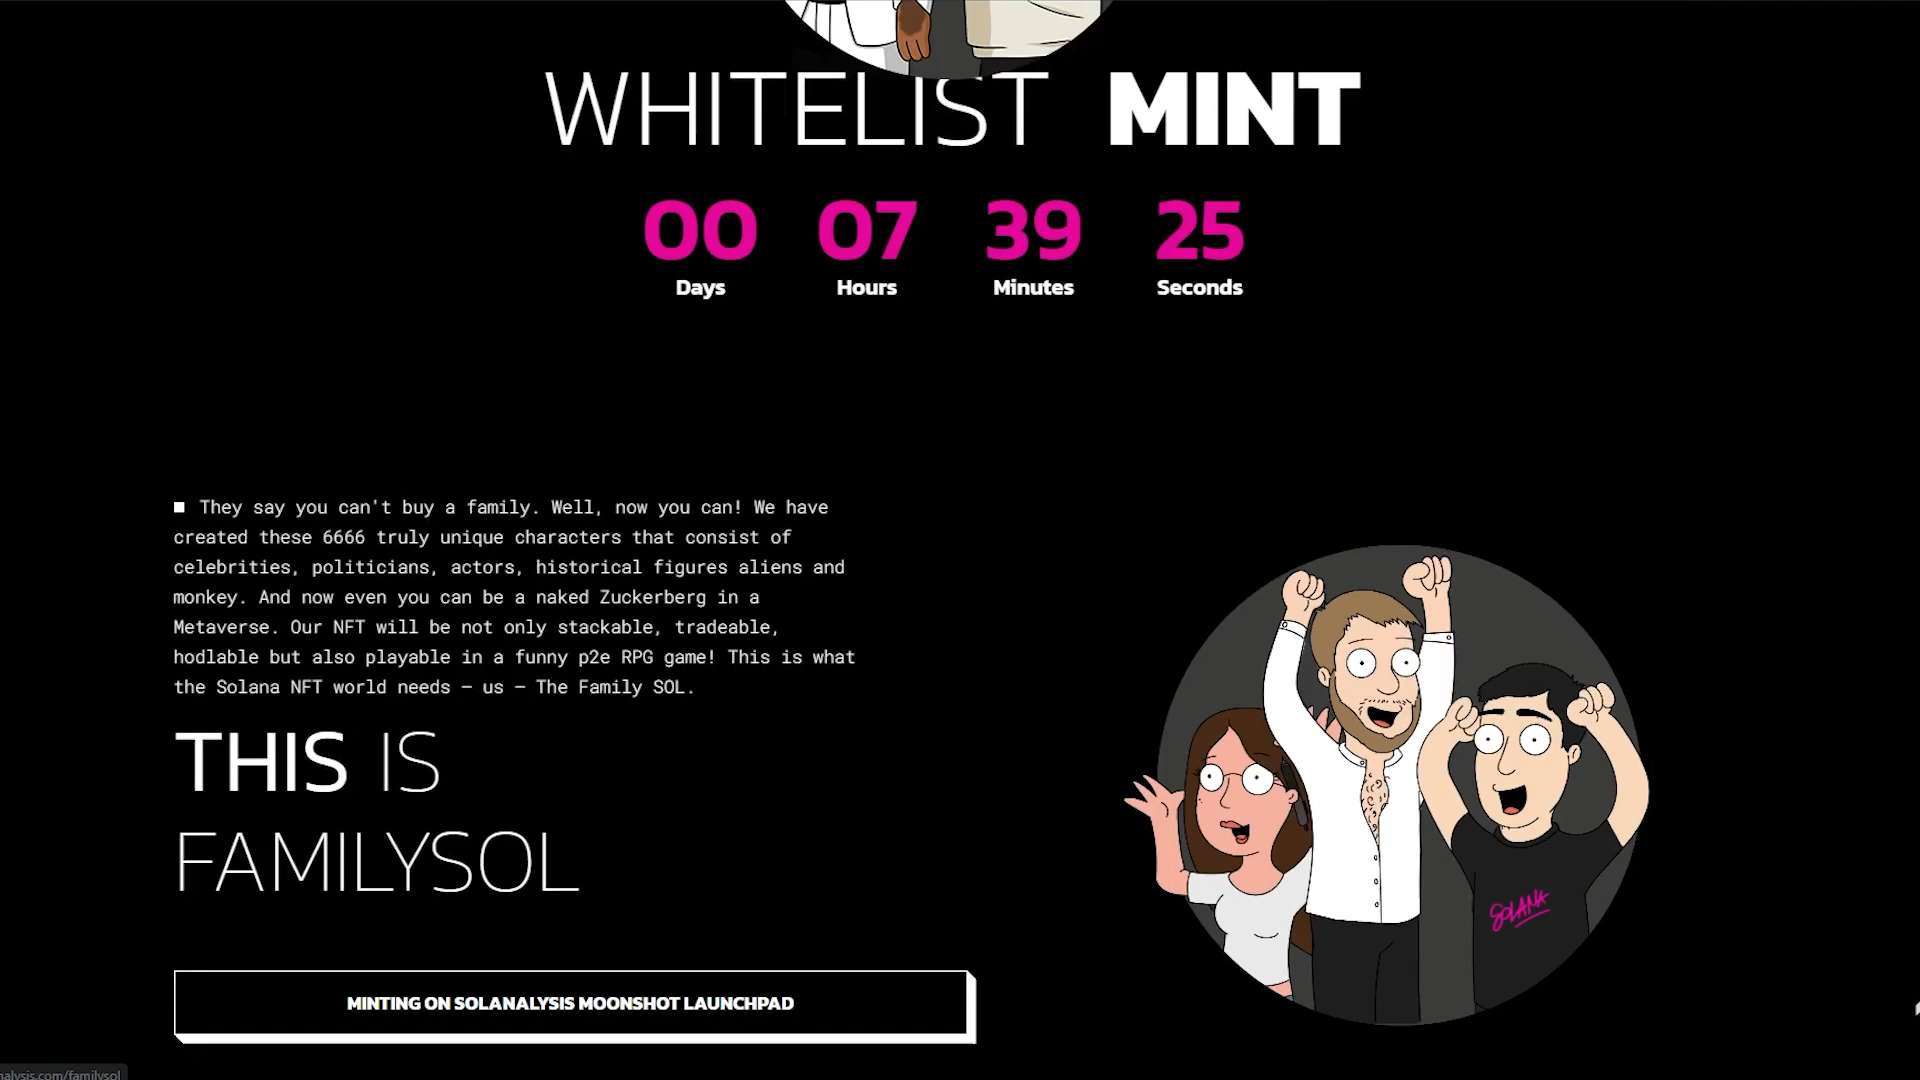 WHITELIST MINT
00 07 39 25
Days Hours Minutes Seconds
They say you can't buy a family. Well, now you can! We have
created these 6666 truly unique characters that consist of
celebrities, politicians, actors, historical figures aliens and
monkey. And now even you can be a naked Zuckerberg in a
Metaverse. Our NFT will be not only stackable, tradeable,
hodlable but also playable in a funny p2e RPG game! This is what
the Solana NFT world needs – us – The Family SOL.
THIS IS
FAMILYSOL
SOLANA
MINTING ON SOLANALYSIS MOONSHOT LAUNCHPAD
nalysis.com/familysol